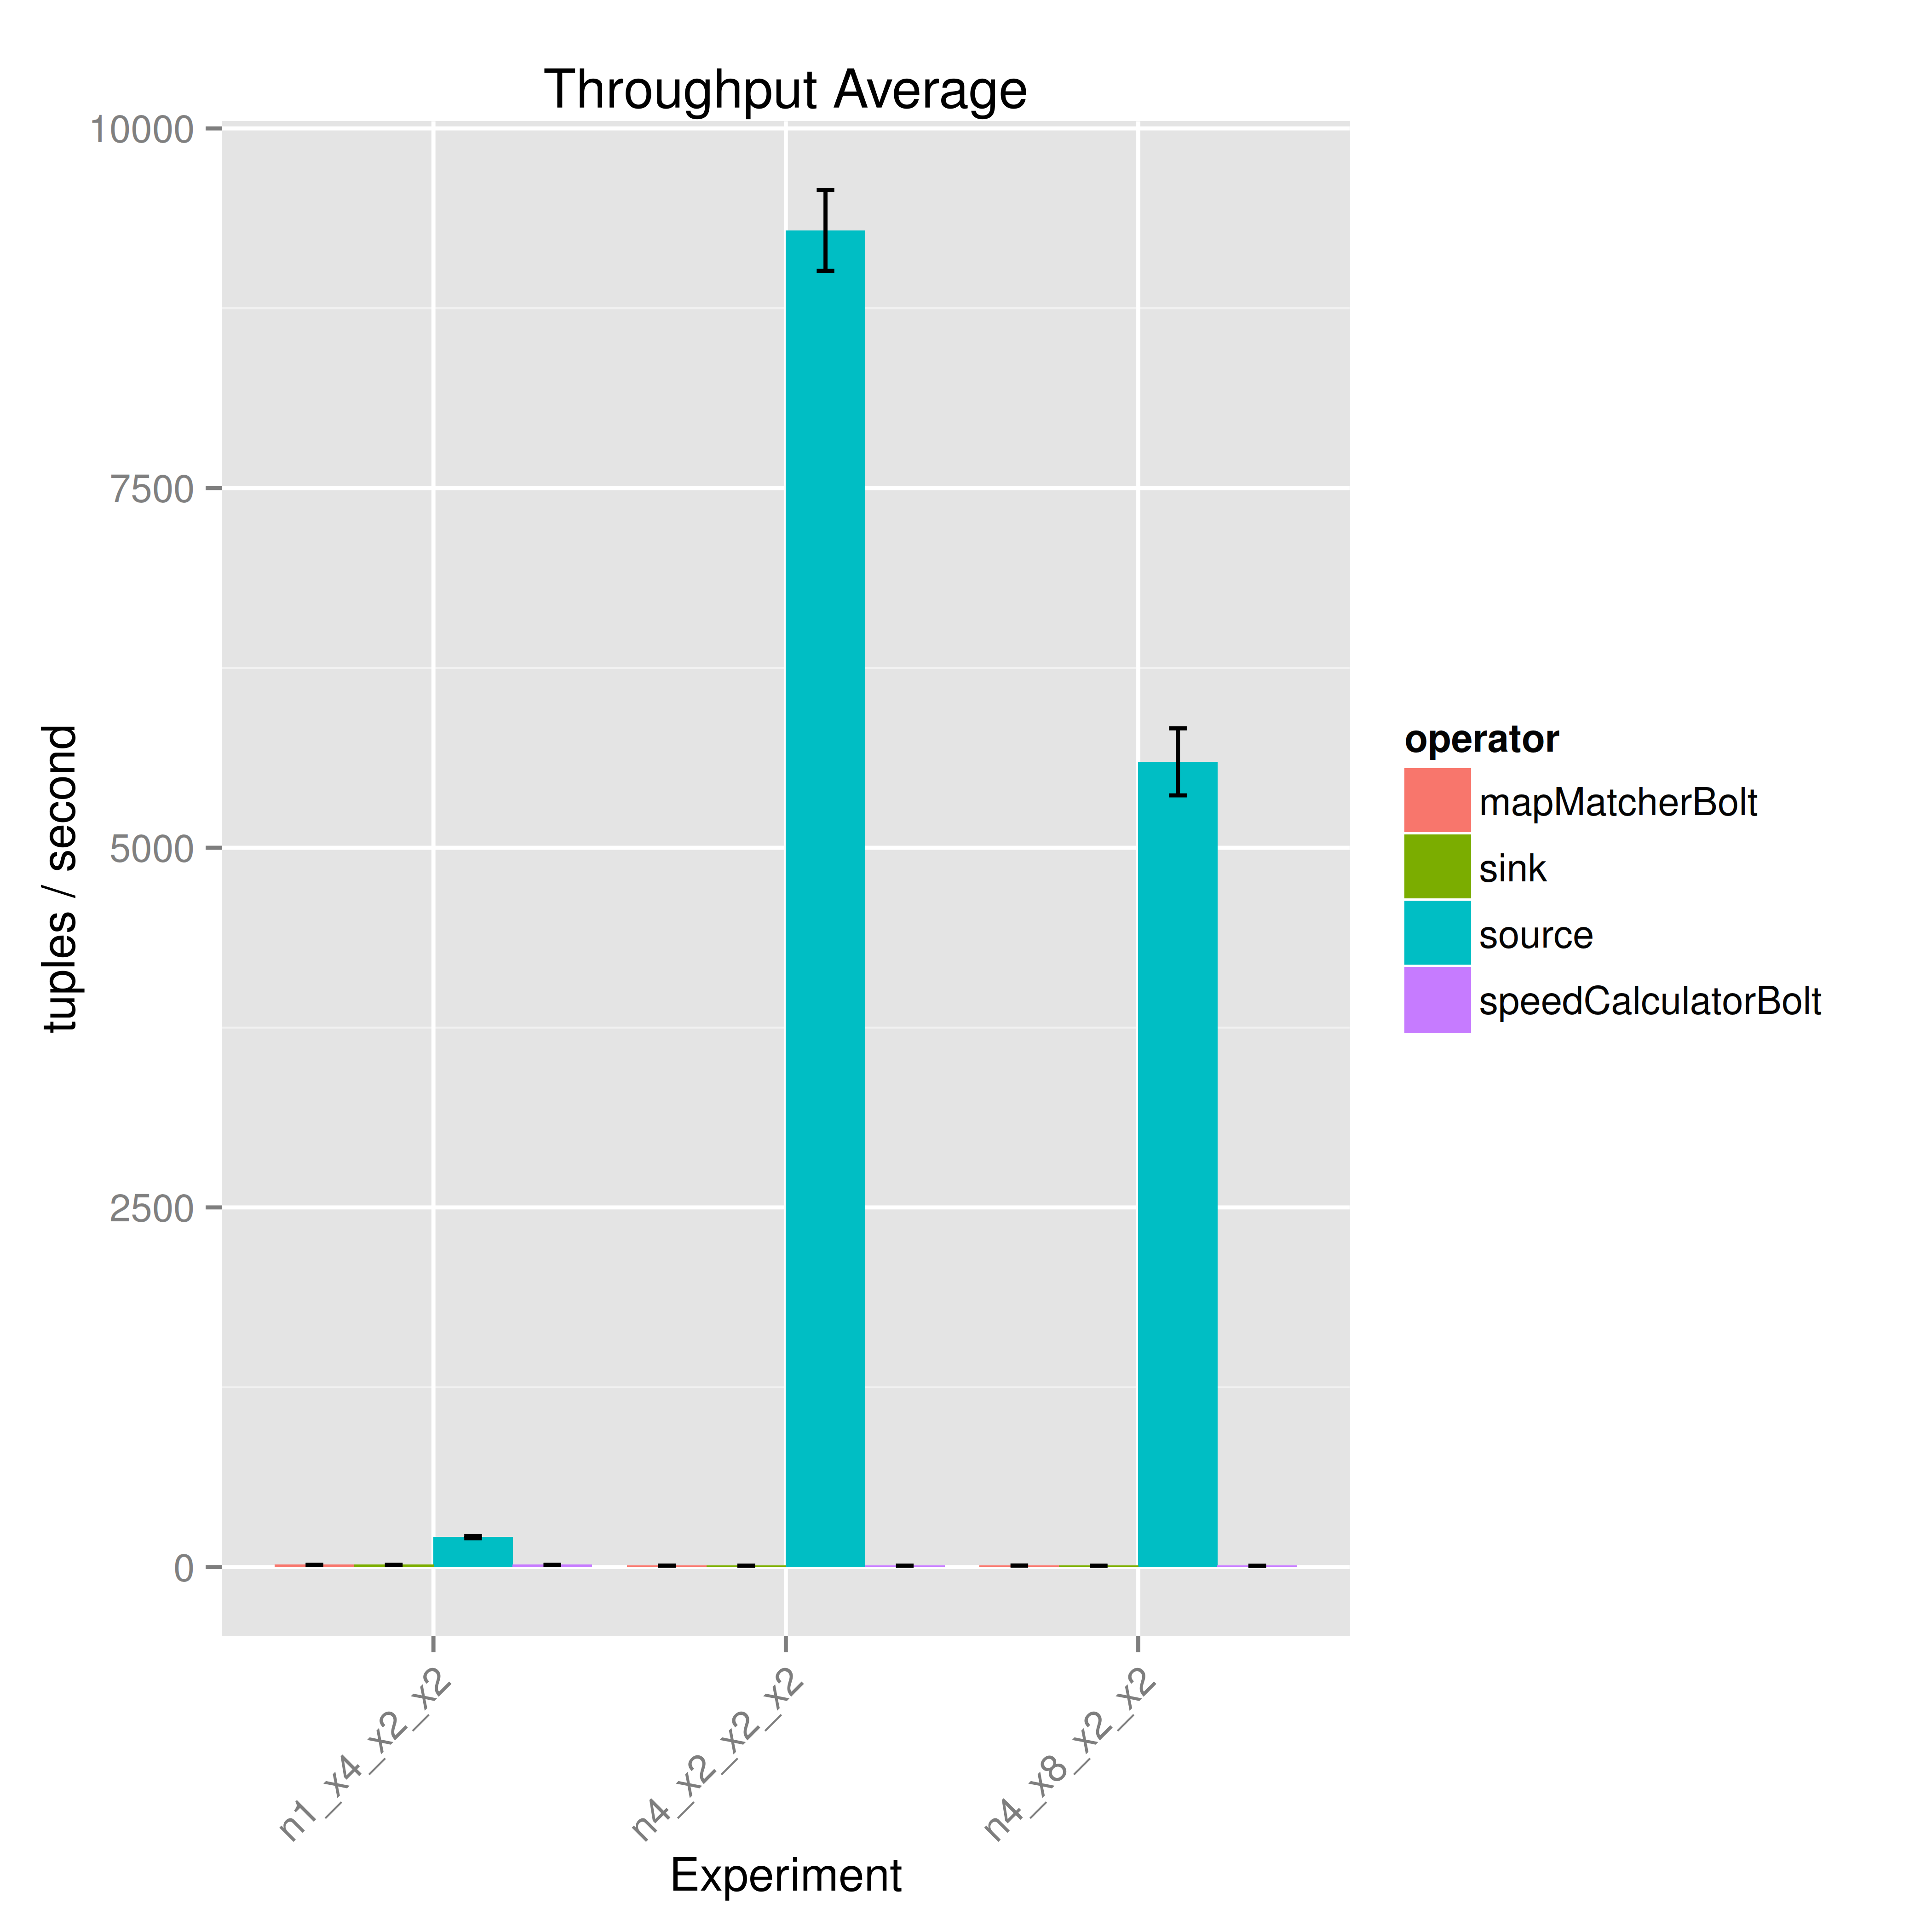 Throughput Average
10000
7500
5000
2500
0
tuples / second
n1_x4_x2_x2
n4_x2_x2_x2
n4_x8_x2_x2
Experiment
operator
mapMatcherBolt
sink
source
speedCalculatorBolt